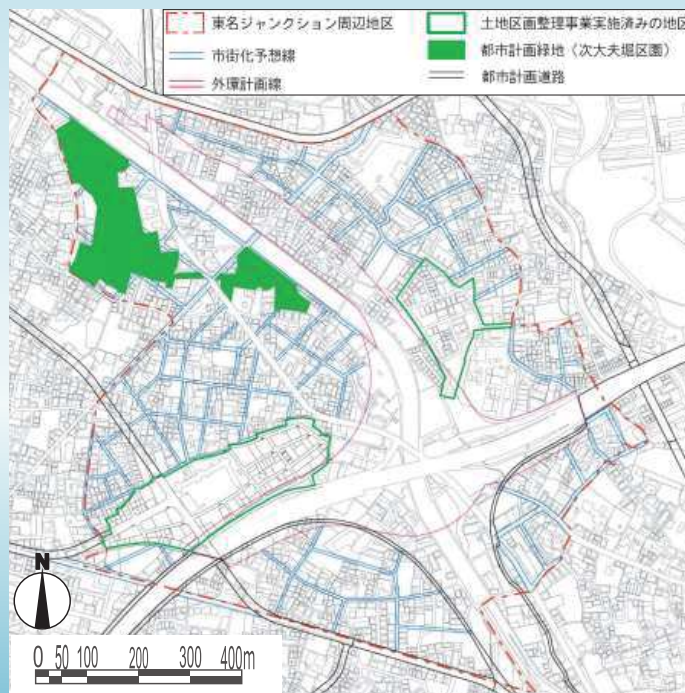 東名ジャンクション周辺地区
市街化予想線
外環計画線
土地区画整理事業実施済みの地区
都市計画緑地（次大夫堀区園）
都市計画道路
N
0 50 100 200 300 400m